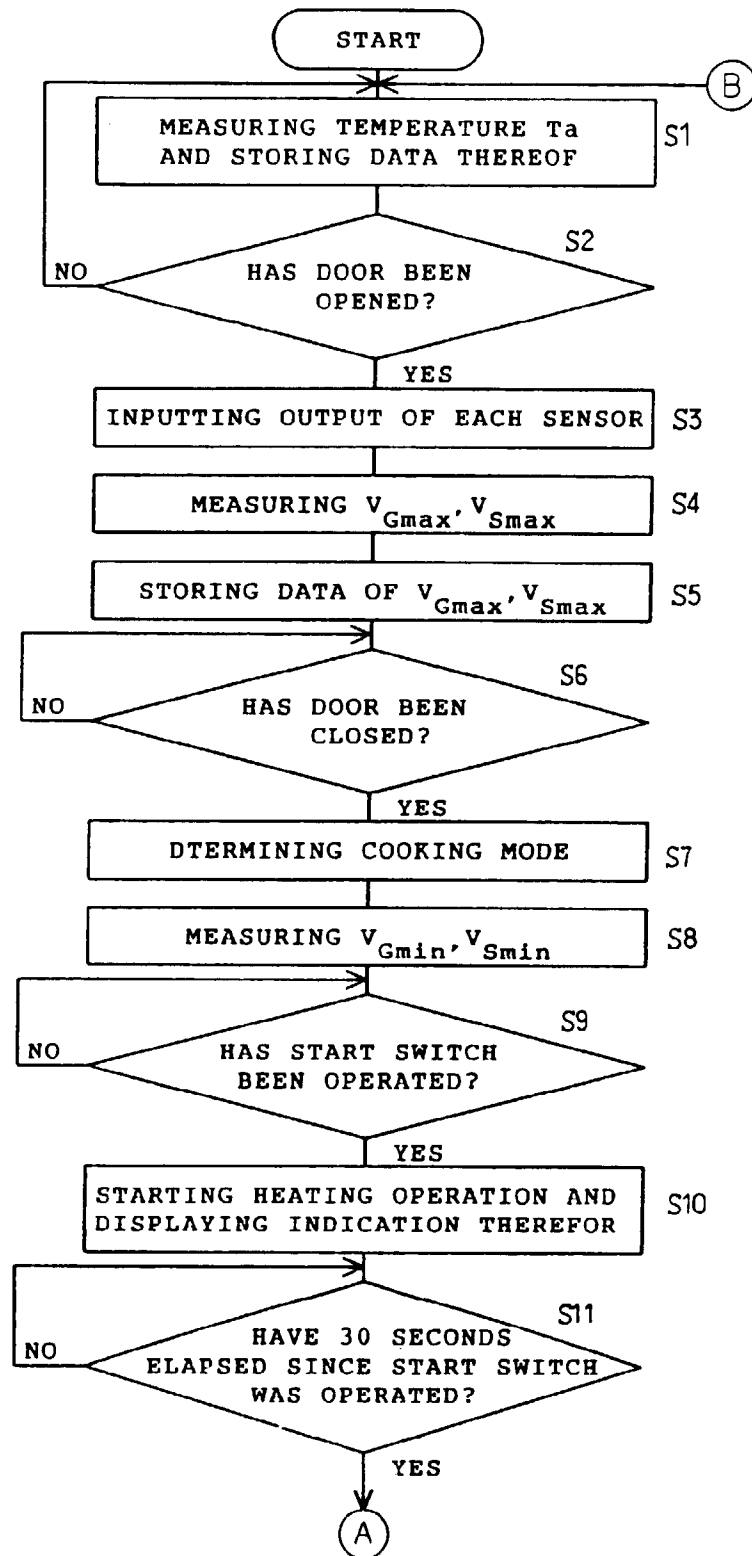 START
B
MEASURING TEMPERATURE Ta
AND STORING DATA THEREOF
S1
S2
HAS DOOR BEEN
OPENED?
NO
YES
INPUTTING OUTPUT OF EACH SENSOR
S3
MEASURING VGmax, VSmax
S4
STORING DATA OF VGmax, VSmax
S5
S6
HAS DOOR BEEN
CLOSED?
NO
YES
DTERMINING COOKING MODE
S7
MEASURING VGmin, VSmin
S8
S9
HAS START SWITCH
BEEN OPERATED?
NO
YES
STARTING HEATING OPERATION AND
DISPLAYING INDICATION THEREFOR
S10
S11
HAVE 30 SECONDS
ELAPSED SINCE START SWITCH
WAS OPERATED?
NO
YES
A